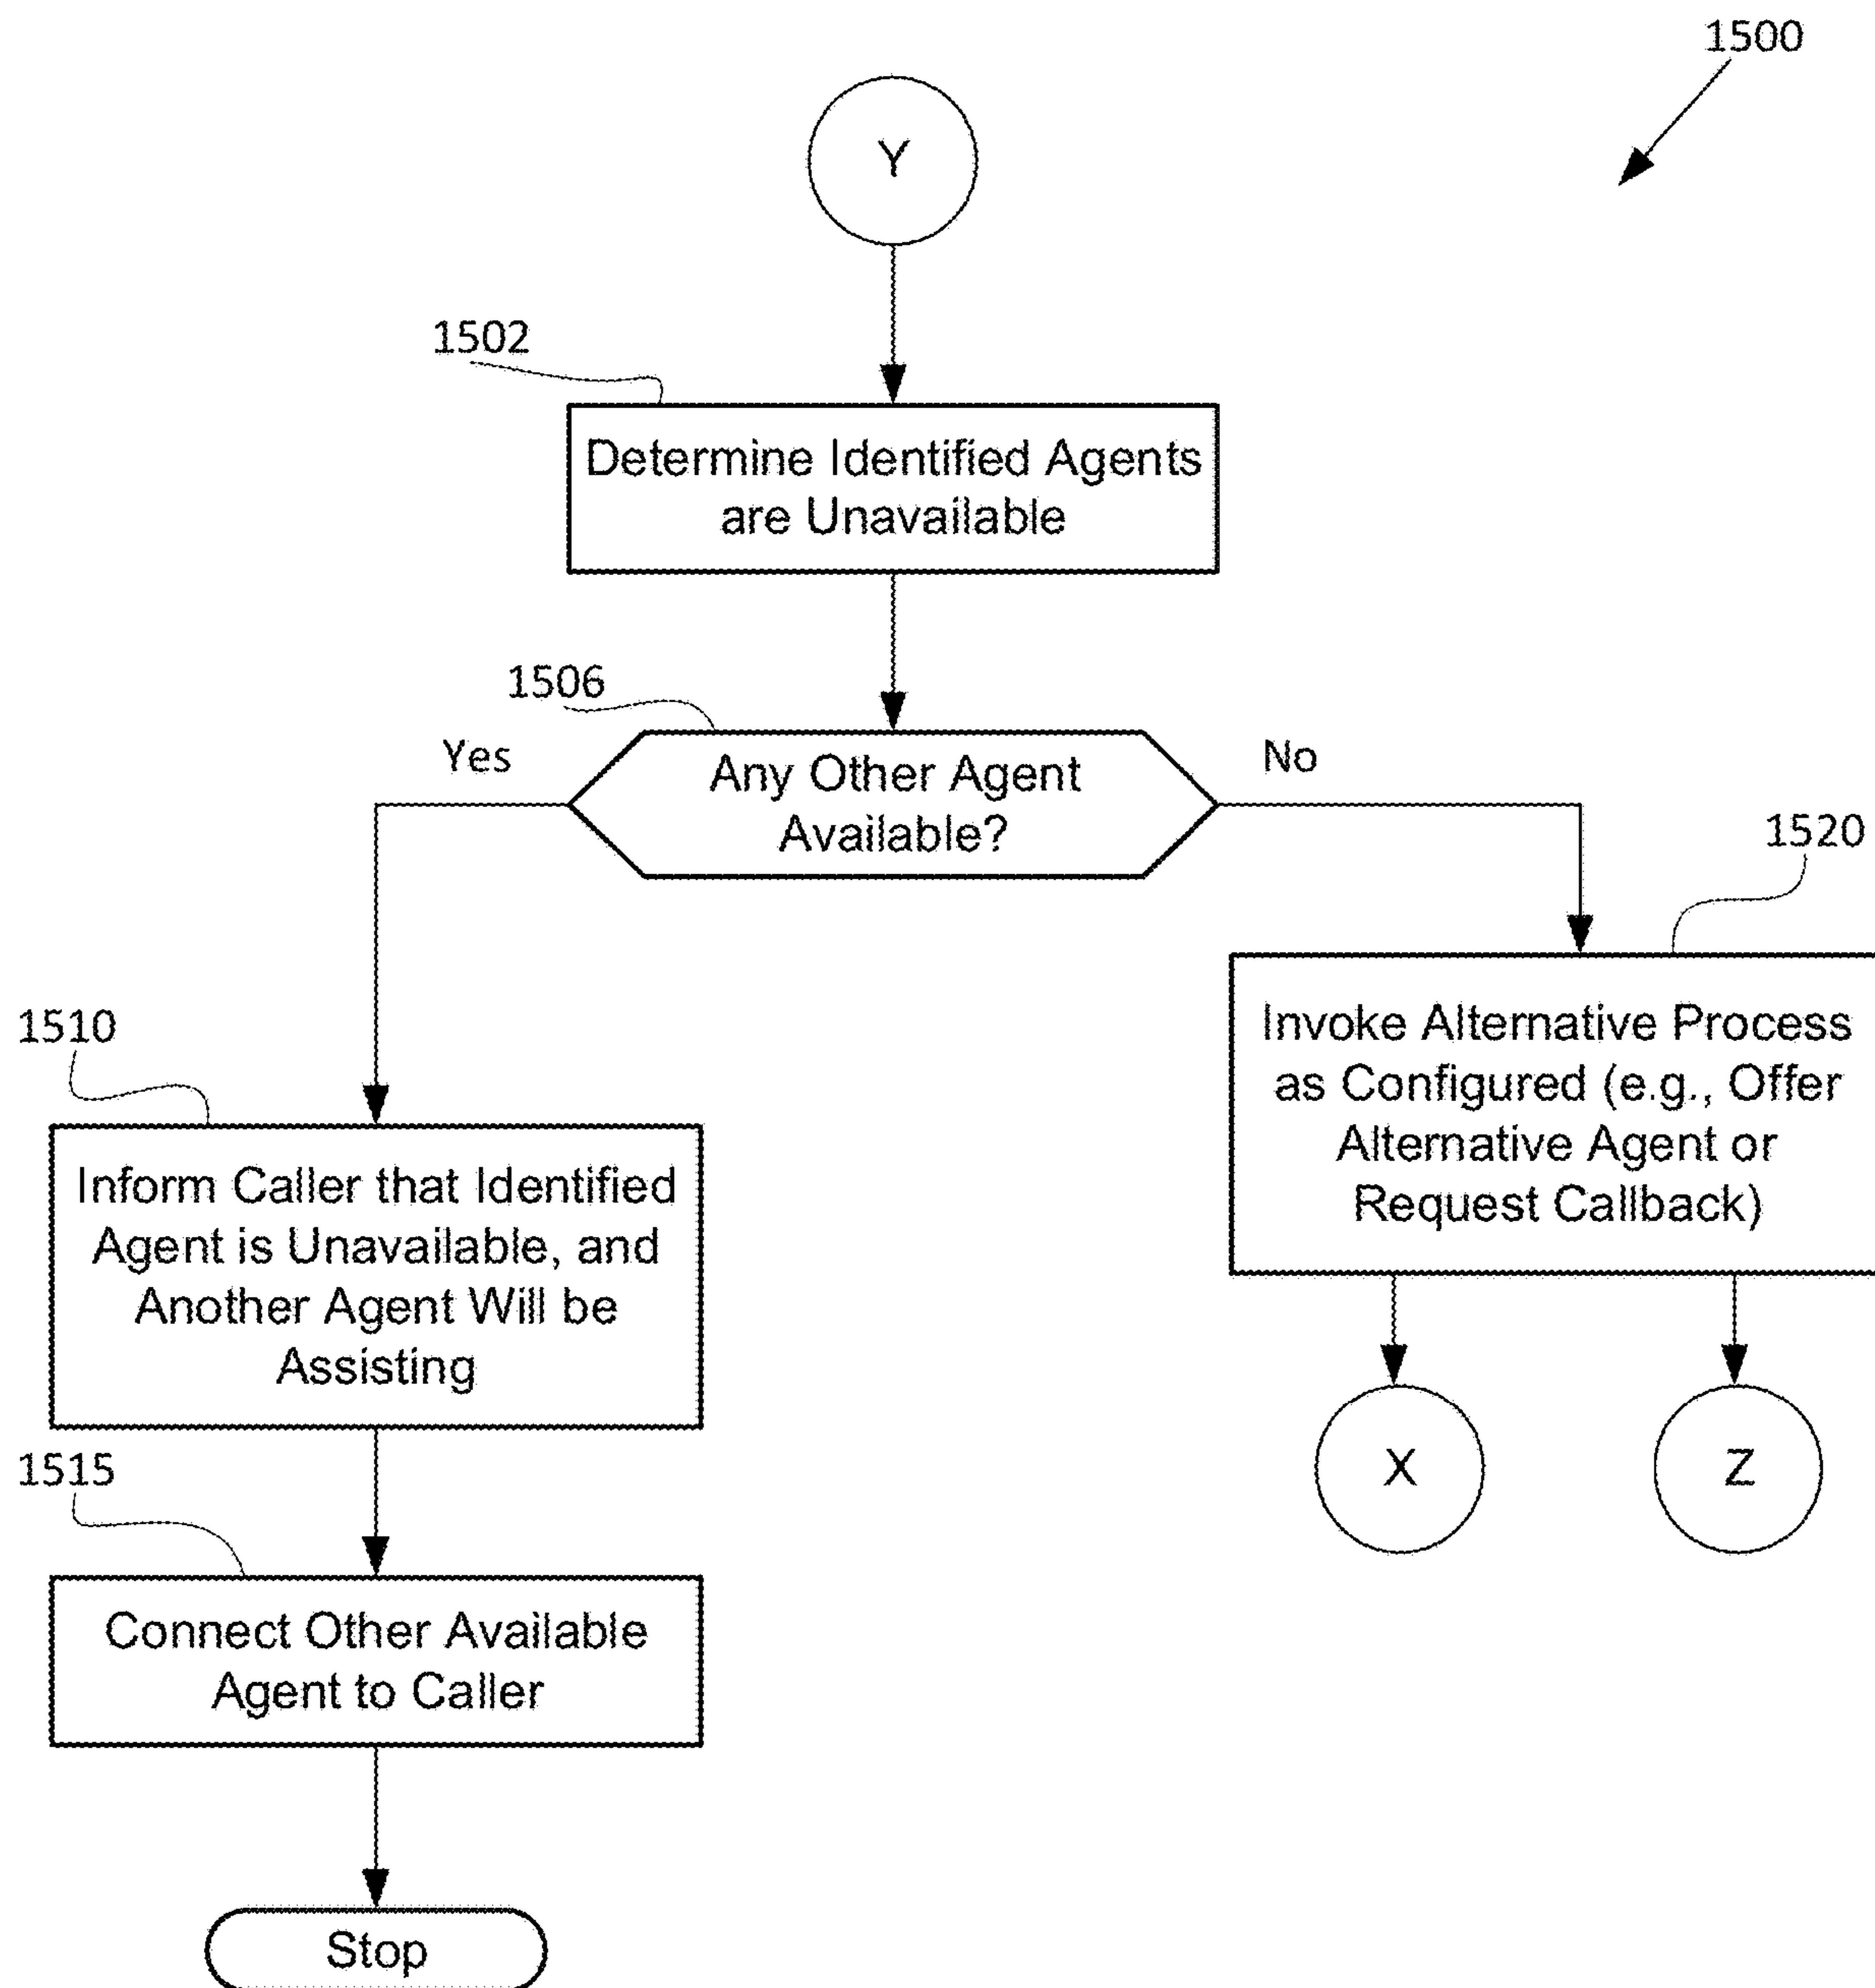 1500
Y
1502
Determine Identified Agents
are Unavailable
1506
Yes
Any Other Agent
Available?
No
1520
Invoke Alternative Process
as Configured (e.g., Offer
Alternative Agent or
Request Callback)
1510
Inform Caller that Identified
Agent is Unavailable, and
Another Agent Will be
Assisting
X
Z
1515
Connect Other Available
Agent to Caller
Stop